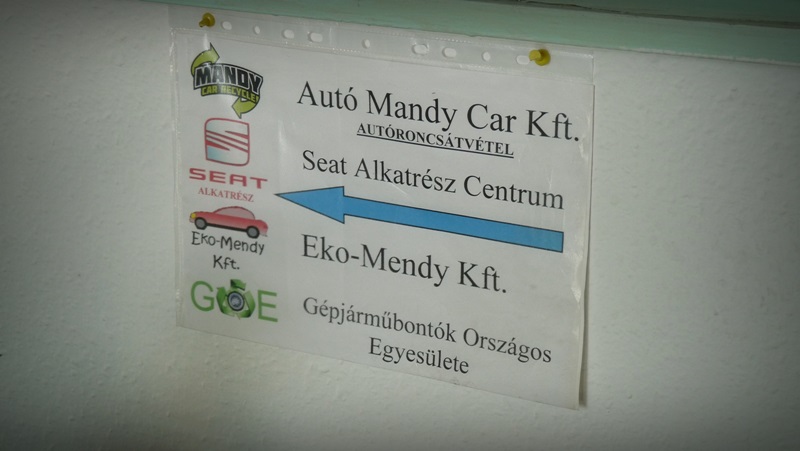 MANDY
CAR RECYCLE!
SEAT
ALKATRÉSZ
Eko-Mendy
Kft.
GOE
Autó Mandy Car Kft.
AUTÓRONCSÁTVÉTEL
Seat Alkatrész Centrum
Eko-Mendy Kft.
Gépjárműbontók Országos
Egyesülete